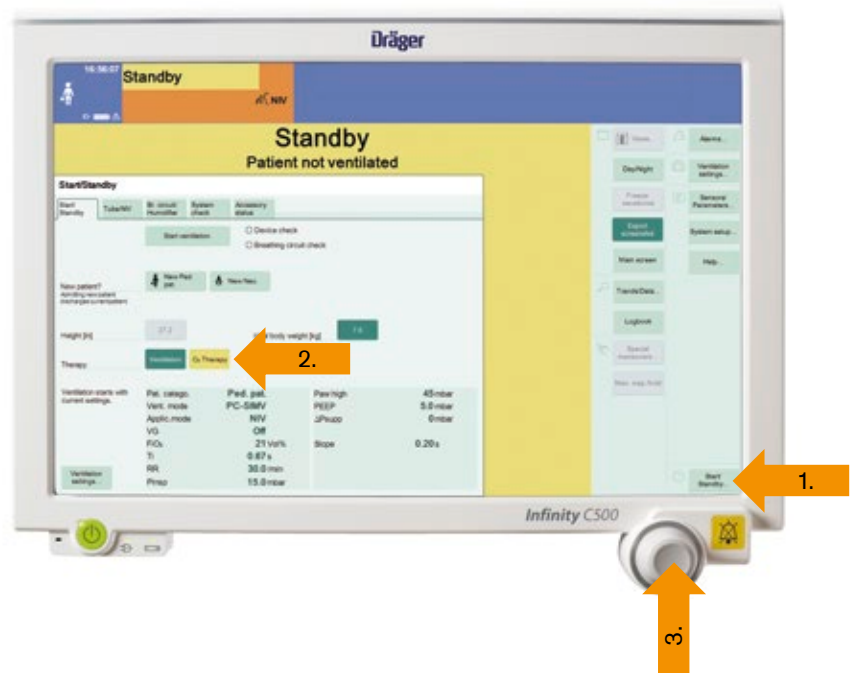 Dräger
16:56:07
Standby
NIV
Standby
Patient not ventilated
Start/Standby
Start
Standby
Tube/NIV
Br. circuit
Humidifier
System
check
Accessory
status
Start ventilation
Device check
Breathing circuit check
New patient?
New Ped
pat.
New Neo.
Height [in]
body weight [kg]
Therapy
Ventilation
O₂ Therapy
2.
Ventilation starts with
current settings.
Pat. catego.
Ped. pat.
Paw high
45 mbar
Vent. mode
PC-SIMV
PEEP
5.0 mbar
Applic.mode
NIV
ΔPsupp
0 mbar
VG
Off
FiO₂
21 Vol%
Slope
0.20 s
Ti
0.67 s
RR
30.0 /min
Pinsp
15.0 mbar
Ventilation
settings...
Day/Night
Export
screenshot
Main screen
Trends/Data...
Logbook
Alarms...
Ventilation
settings...
Sensors/
Parameters...
System setup...
Help...
Start
Standby...
1.
Infinity C500
3.